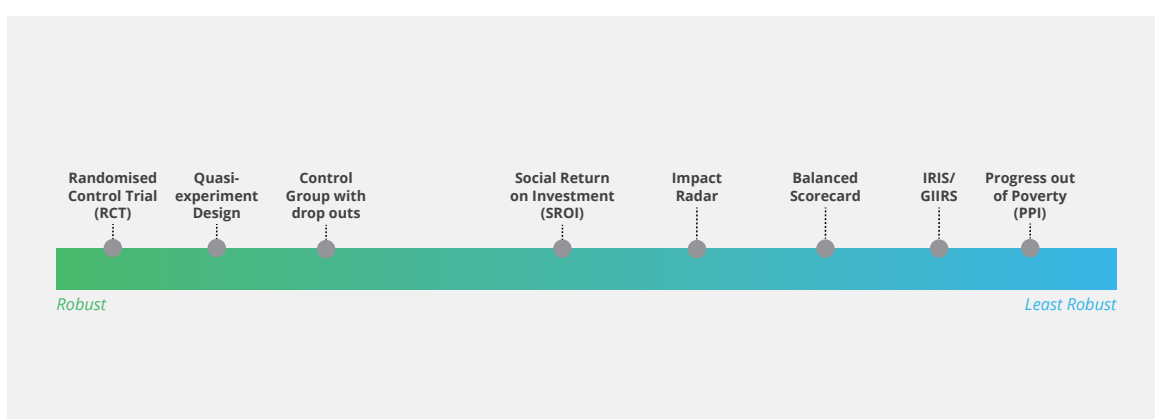 Randomised
Control Trial
(RCT)
Quasi-
experiment
Design
Control
Group with
drop outs
Social Return
on Investment
(SROI)
Impact
Radar
Balanced
Scorecard
IRIS/
GIIRS
Progress out
of Poverty
(PPI)
Robust
Least Robust